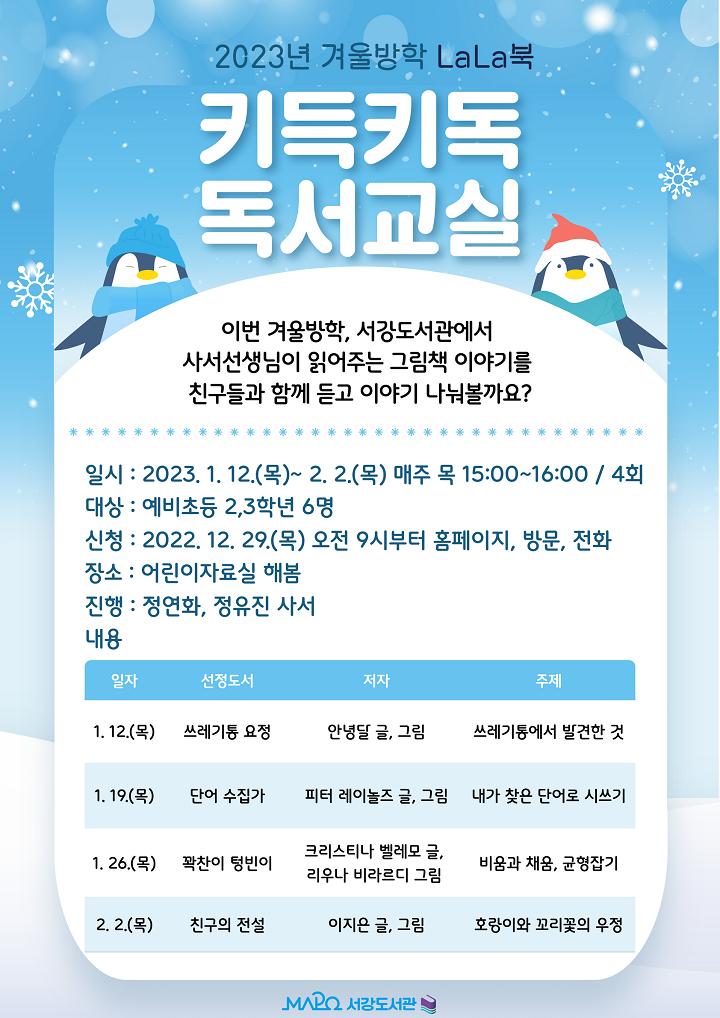 2023년 겨울방학 LaLa북
키득키독
독서교실
이번 겨울방학, 서강도서관에서
사서선생님이 읽어주는 그림책 이야기를
친구들과 함께 듣고 이야기 나눠볼까요?
일시 : 2023. 1. 12.(목)~ 2. 2.(목) 매주 목 15:00~16:00 / 4회
대상 : 예비초등 2,3학년 6명
신청 : 2022. 12. 29.(목) 오전 9시부터 홈페이지, 방문, 전화
장소 : 어린이자료실 해봄
진행 : 정연화, 정유진 사서
내용
일자 선정도서 저자 주제
1. 12.(목) 쓰레기통 요정 안녕달 글, 그림 쓰레기통에서 발견한 것
1. 19.(목) 단어 수집가 피터 레이놀즈 글, 그림 내가 찾은 단어로 시쓰기
1. 26.(목) 꽉찬이 텅빈이 크리스티나 벨레모 글,
리우나 비라르디 그림 비움과 채움, 균형잡기
2. 2.(목) 친구의 전설 이지은 글, 그림 호랑이와 꼬리꽃의 우정
MAPO 서강도서관